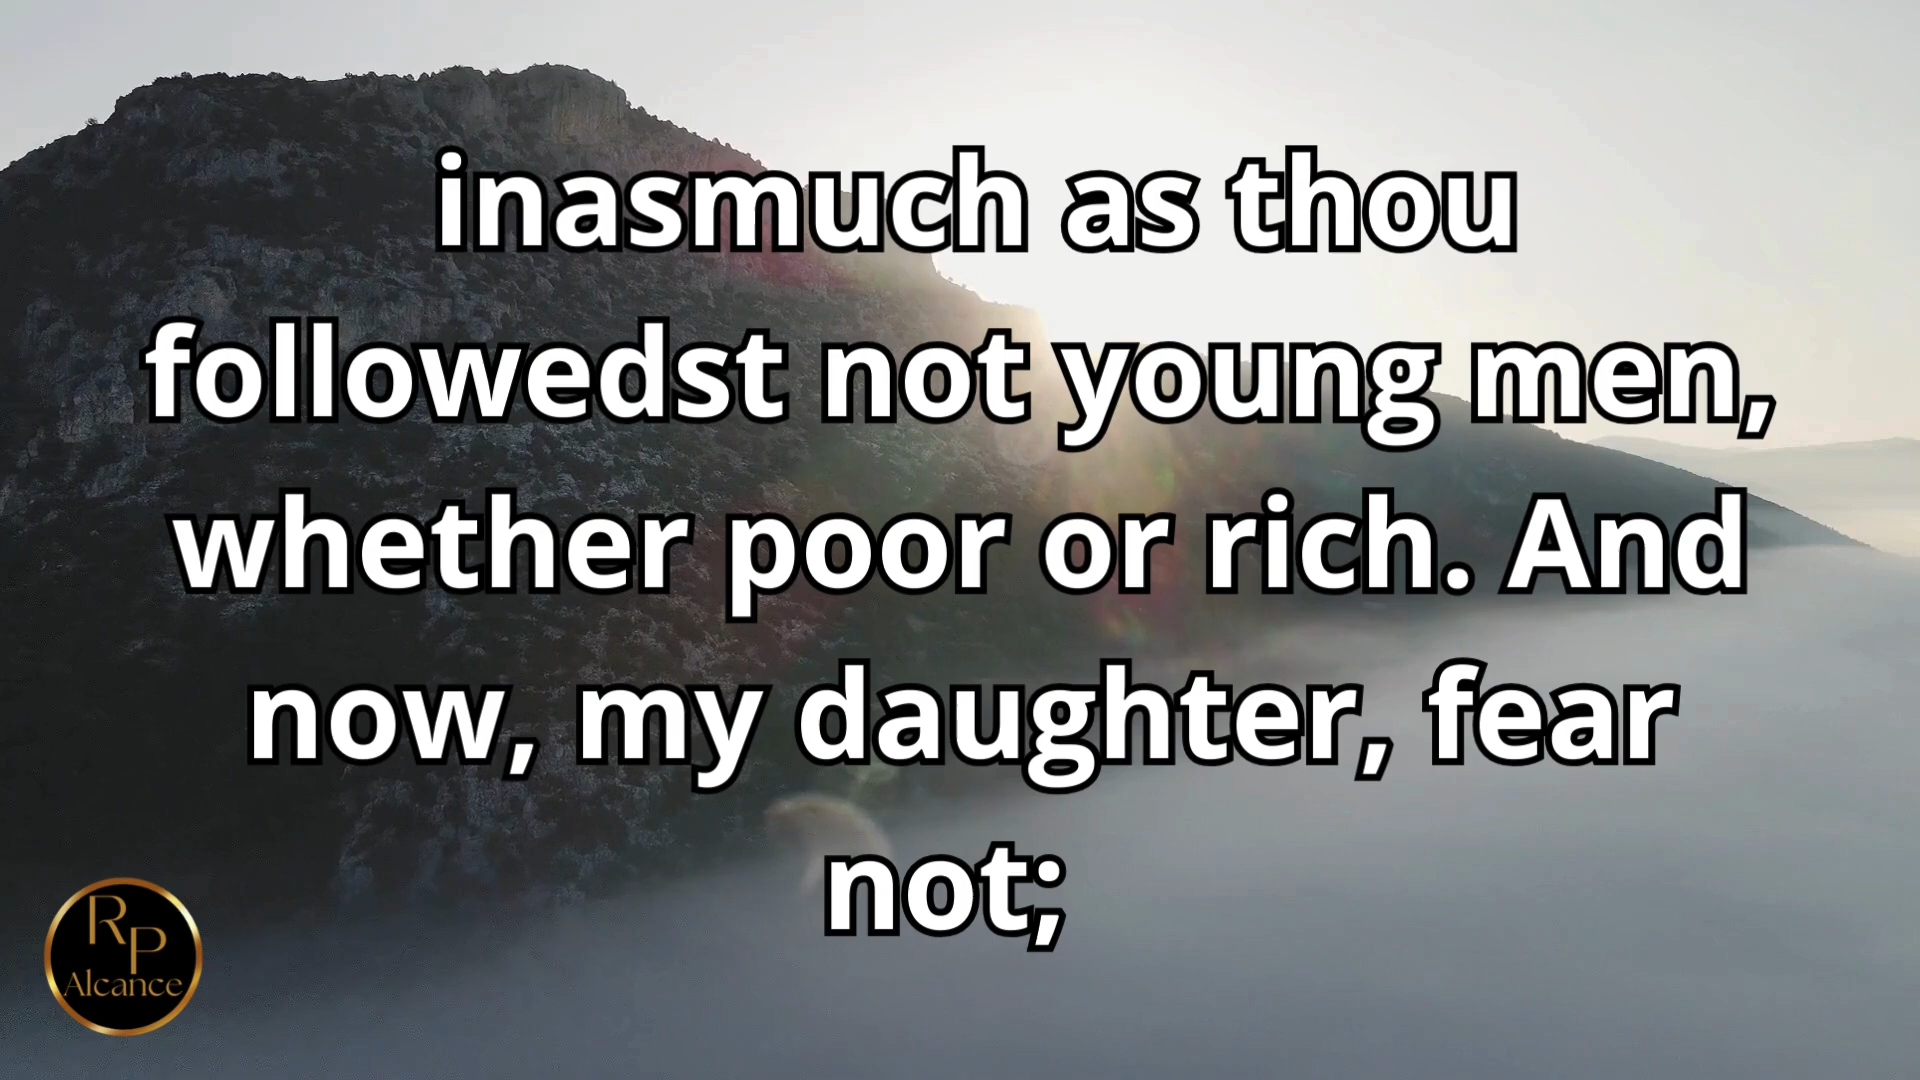 inasmuch as thou
followedst not young men,
whether poor or rich. And
now, my daughter, fear
not;
RP
Alcance